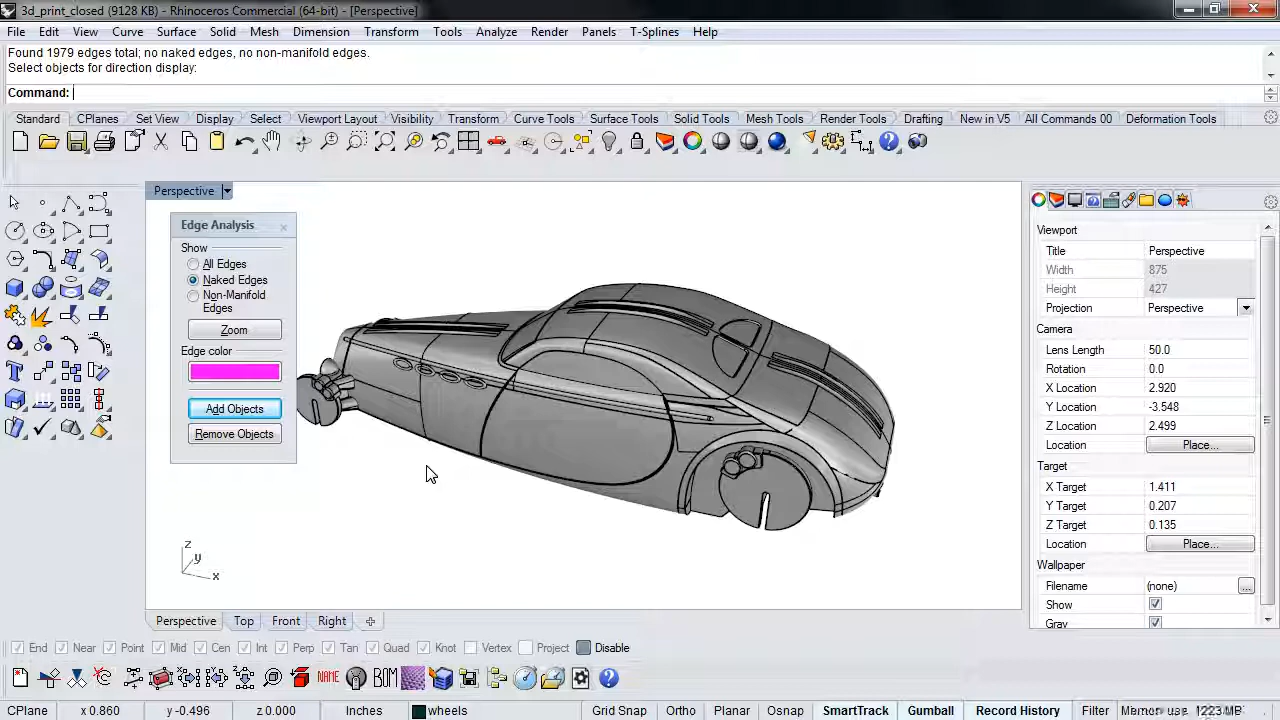 3d_print_closed (9128 KB) - Rhinoceros Commercial (64-bit) - [Perspective]
File Edit View Curve Surface Solid Mesh Dimension Transform Tools Analyze Render Panels T-Splines Help
Found 1979 edges total; no naked edges, no non-manifold edges.
Select objects for direction display:
Command:
Standard CPlanes Set View Display Select Viewport Layout Visibility Transform Curve Tools Surface Tools Solid Tools Mesh Tools Render Tools Drafting New in V5 All Commands 00 Deformation Tools
Perspective
Edge Analysis
Show
All Edges
Naked Edges
Non-Manifold
Edges
Zoom
Edge color
Add Objects
Remove Objects
z
y
x
Viewport
Title Perspective
Width 875
Height 427
Projection Perspective
Camera
Lens Length 50.0
Rotation 0.0
X Location 2.920
Y Location -3.548
Z Location 2.499
Location Place...
Target
X Target 1.411
Y Target 0.207
Z Target 0.135
Location Place...
Wallpaper
Filename (none) ...
Show
Gray
Perspective Top Front Right
End Near Point Mid Cen Int Perp Tan Quad Knot Vertex Project Disable
NAME BOM
CPlane x 0.860 y -0.496 z 0.000 Inches wheels Grid Snap Ortho Planar Osnap SmartTrack Gumball Record History Filter Memory use